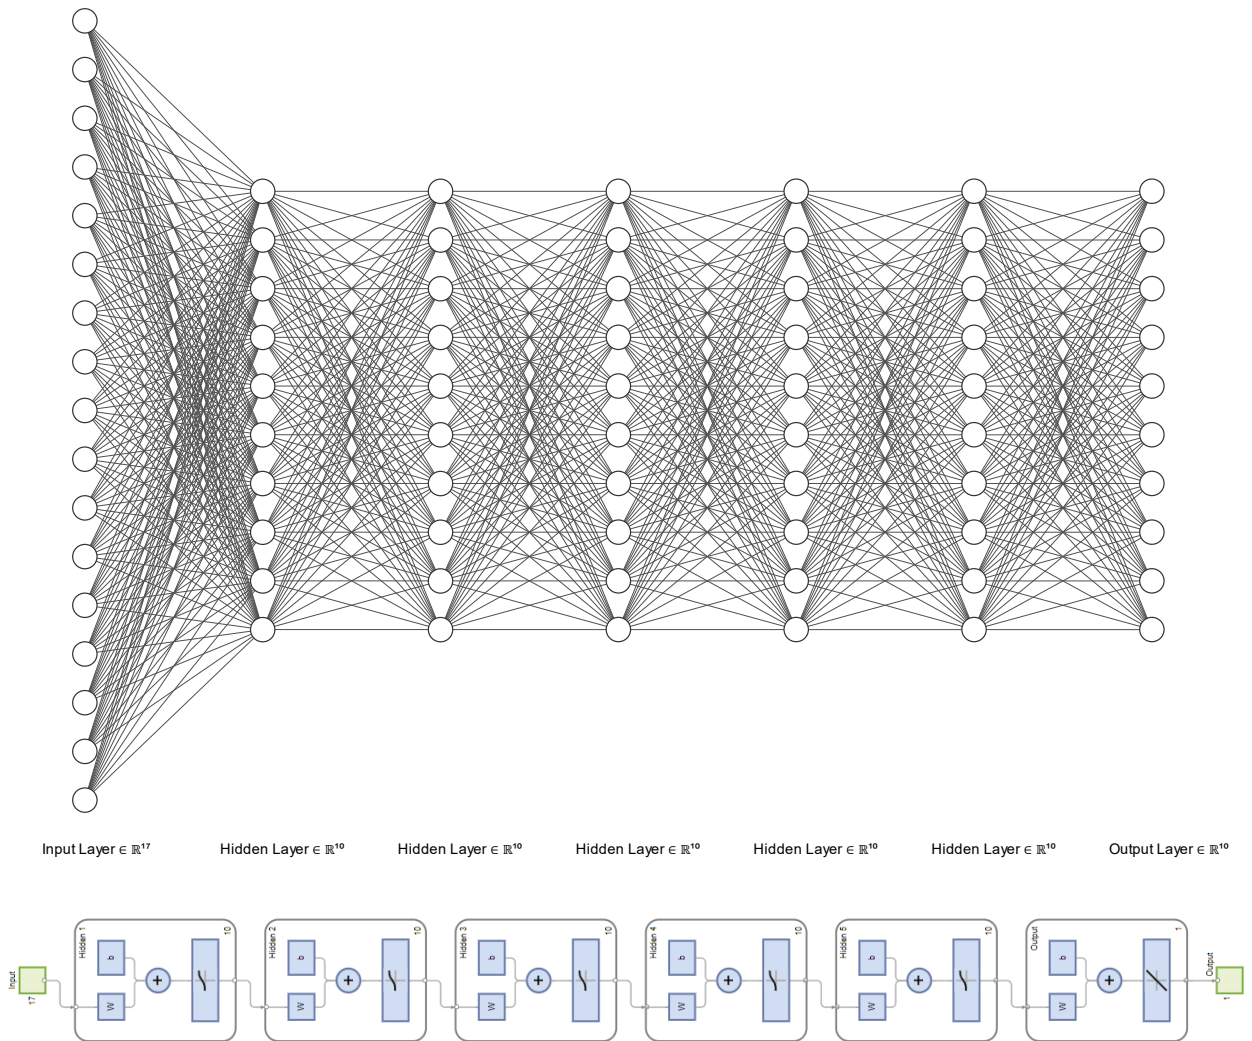 Input Layer ∈ ℝ¹⁷
Hidden Layer ∈ ℝ¹⁰
Hidden Layer ∈ ℝ¹⁰
Hidden Layer ∈ ℝ¹⁰
Hidden Layer ∈ ℝ¹⁰
Hidden Layer ∈ ℝ¹⁰
Output Layer ∈ ℝ¹⁰
Input
17
Hidden 1
b
W
+
10
Hidden 2
b
W
+
10
Hidden 3
b
W
+
10
Hidden 4
b
W
+
10
Hidden 5
b
W
+
10
Output
b
W
+
1
Output
1